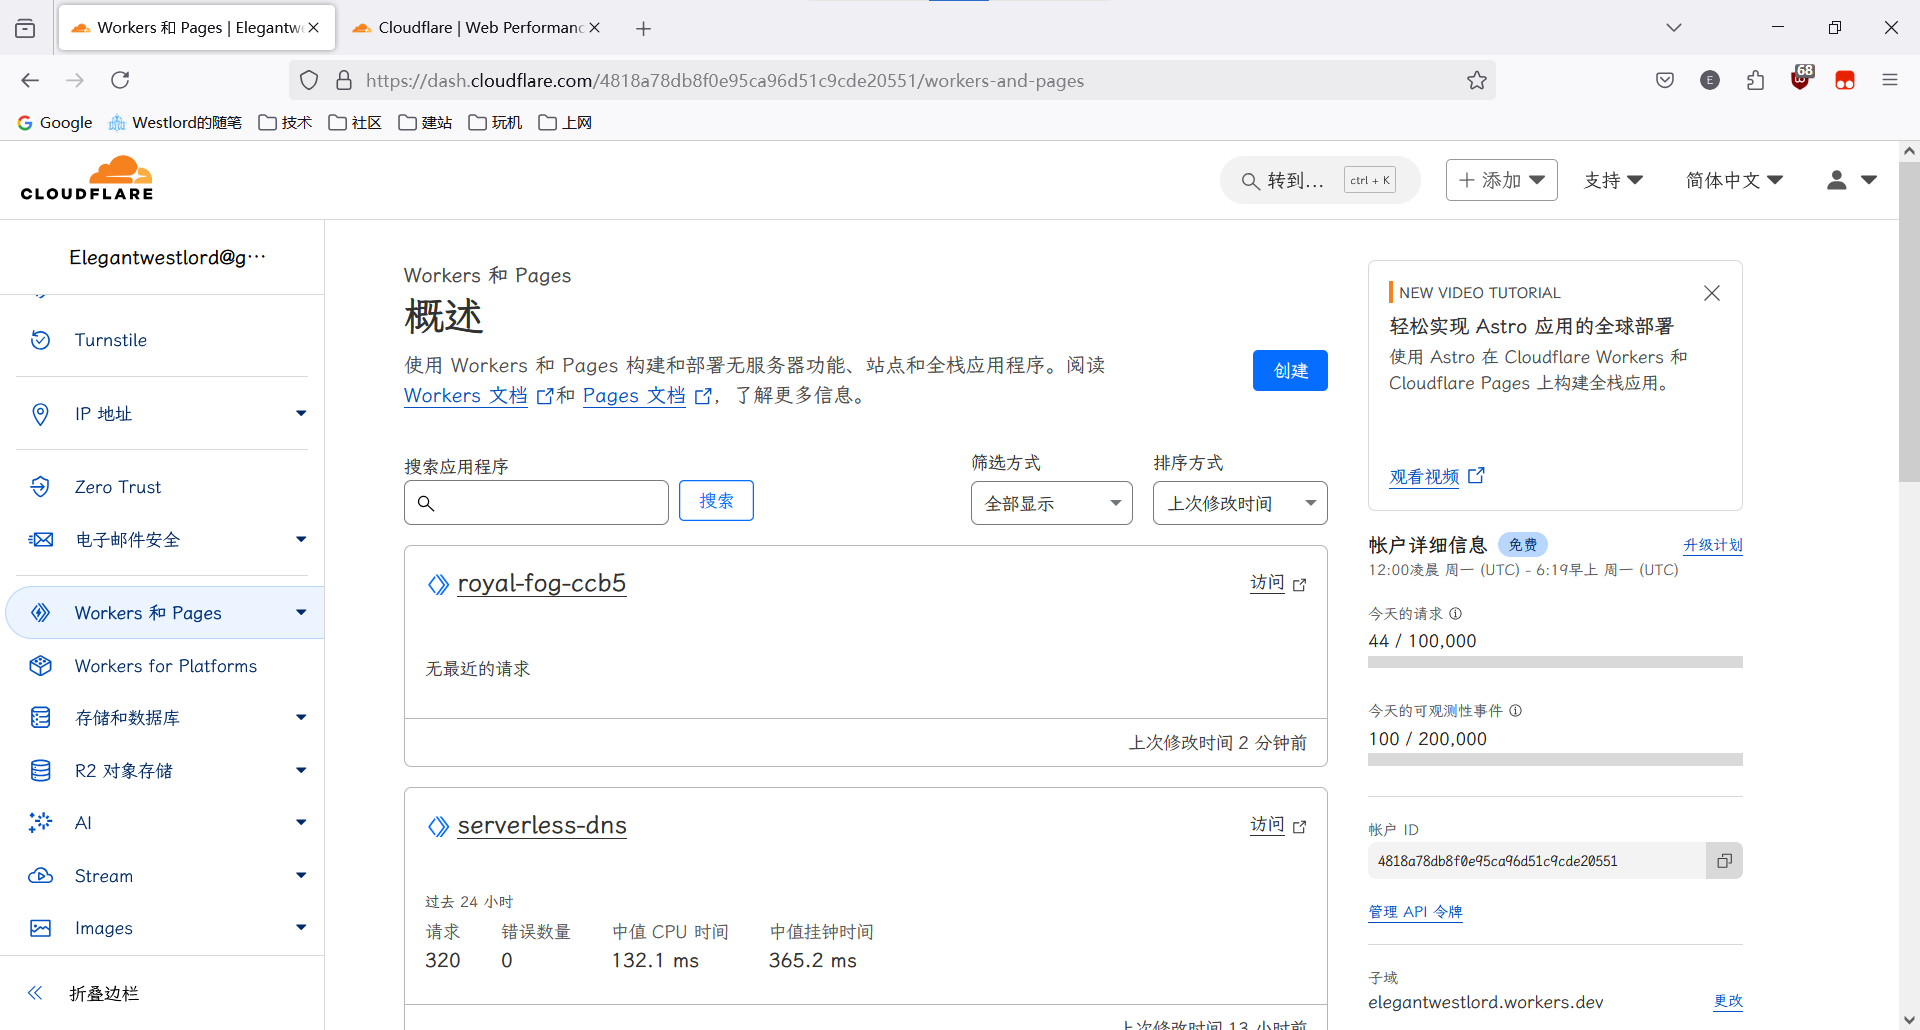 Workers 和 Pages | Elegantwe
Cloudflare | Web Performanc
https://dash.cloudflare.com/4818a78db8f0e95ca96d51c9cde20551/workers-and-pages
E
68
Google
Westlord的随笔
技术
社区
建站
玩机
上网
CLOUDFLARE
转到...
ctrl + K
添加
支持
简体中文
Elegantwestlord@g...
Turnstile
IP 地址
Zero Trust
电子邮件安全
Workers 和 Pages
Workers for Platforms
存储和数据库
R2 对象存储
AI
Stream
Images
折叠边栏
Workers 和 Pages
概述
使用 Workers 和 Pages 构建和部署无服务器功能、站点和全栈应用程序。阅读
Workers 文档 和 Pages 文档 ，了解更多信息。
创建
搜索应用程序
搜索
筛选方式
全部显示
排序方式
上次修改时间
royal-fog-ccb5
访问
无最近的请求
上次修改时间 2 分钟前
serverless-dns
访问
过去 24 小时
请求 错误数量 中值 CPU 时间 中值挂钟时间
320 0 132.1 ms 365.2 ms
上次修改时间 13 小时前
NEW VIDEO TUTORIAL
轻松实现 Astro 应用的全球部署
使用 Astro 在 Cloudflare Workers 和
Cloudflare Pages 上构建全栈应用。
观看视频
帐户详细信息 免费 升级计划
12:00凌晨 周一 (UTC) - 6:19早上 周一 (UTC)
今天的请求
44 / 100,000
今天的可观测性事件
100 / 200,000
帐户 ID
4818a78db8f0e95ca96d51c9cde20551
管理 API 令牌
子域
elegantwestlord.workers.dev 更改